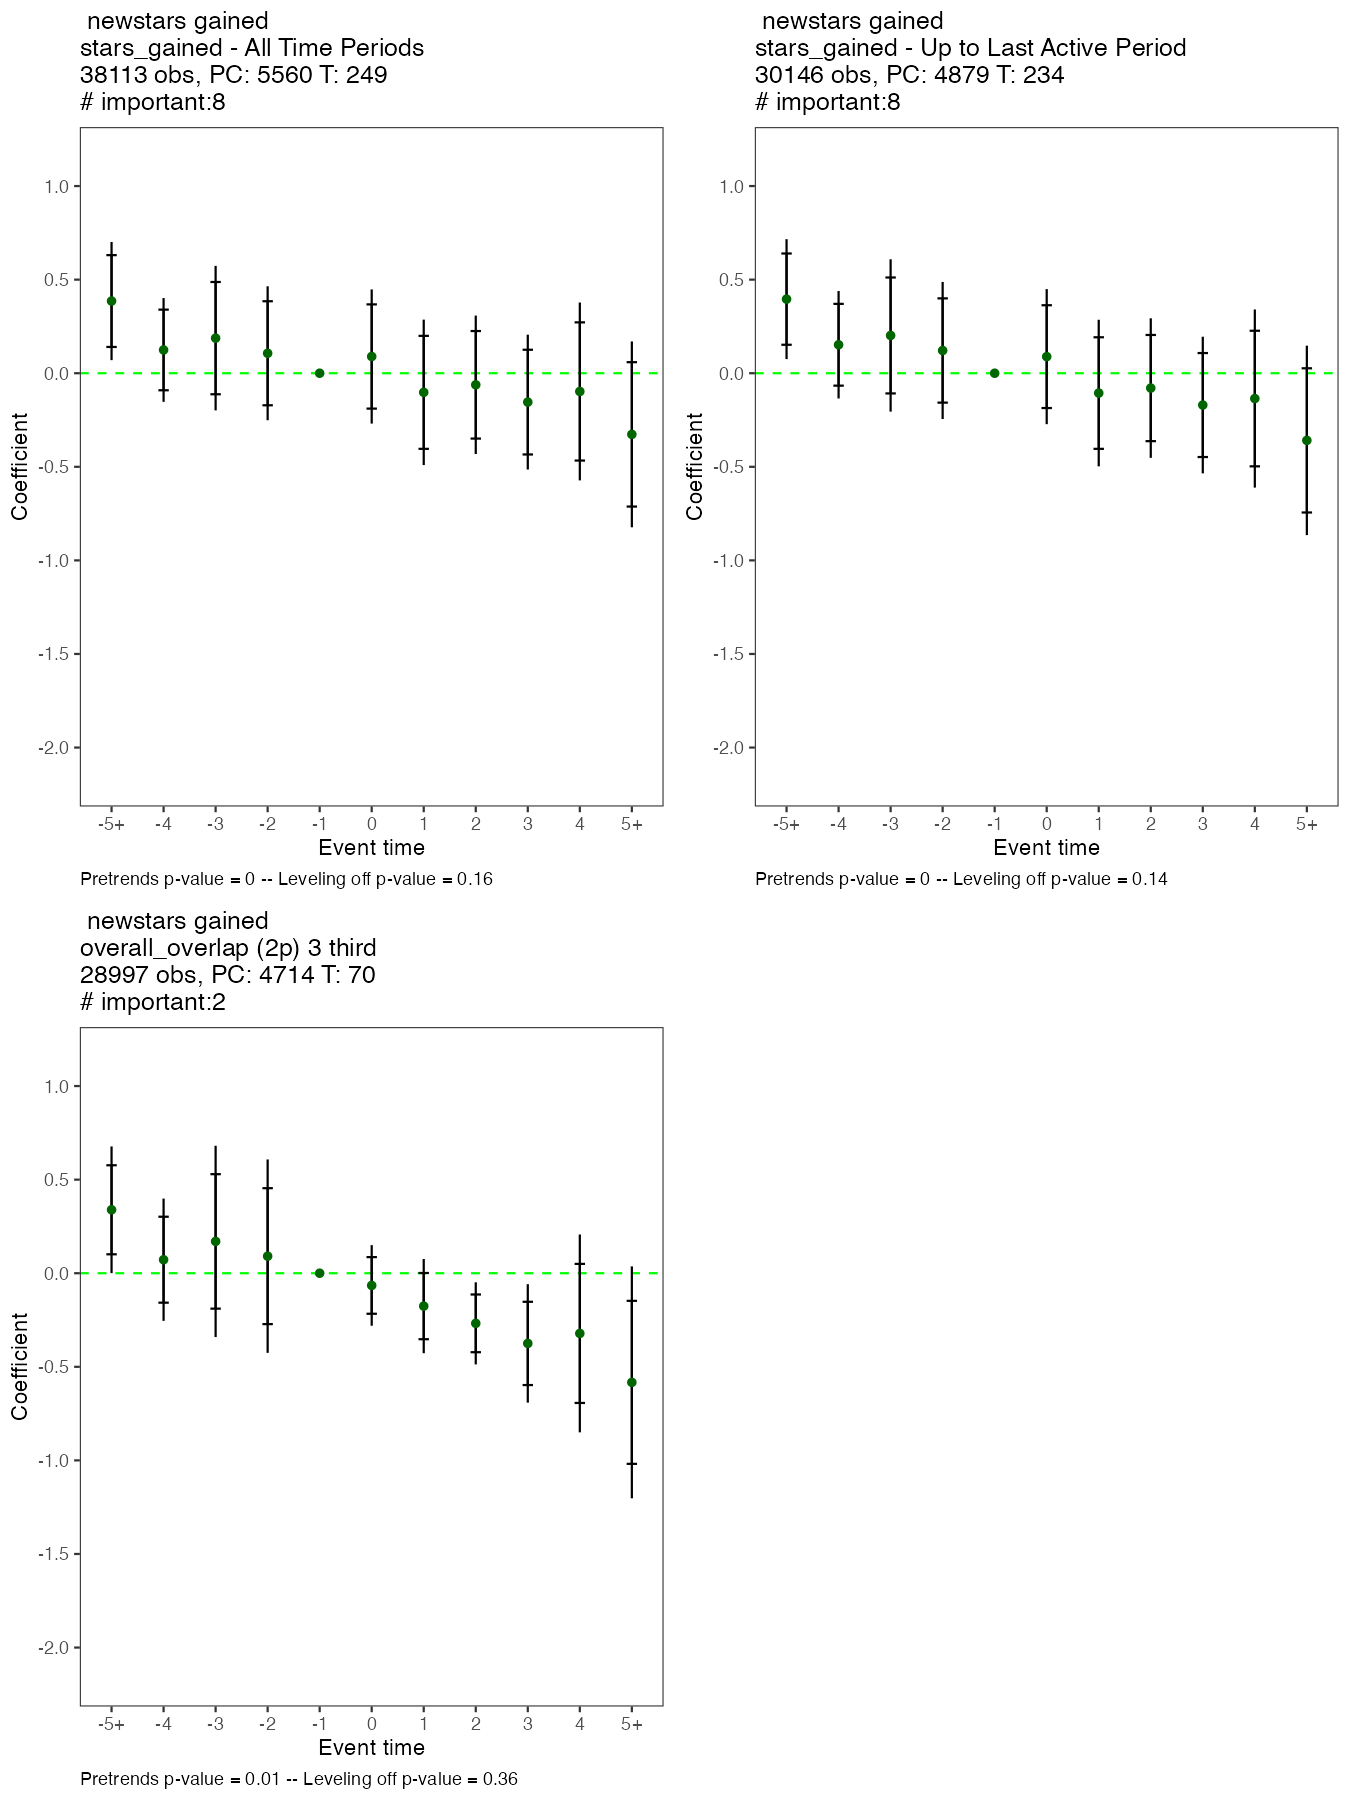 newstars gained
stars_gained - All Time Periods
38113 obs, PC: 5560 T: 249
# important:8
1.0
0.5
0.0
-0.5
-1.0
-1.5
-2.0
Coefficient
-5+ -4 -3 -2 -1 0 1 2 3 4 5+
Event time
Pretrends p-value = 0 -- Leveling off p-value = 0.16
newstars gained
stars_gained - Up to Last Active Period
30146 obs, PC: 4879 T: 234
# important:8
1.0
0.5
0.0
-0.5
-1.0
-1.5
-2.0
Coefficient
-5+ -4 -3 -2 -1 0 1 2 3 4 5+
Event time
Pretrends p-value = 0 -- Leveling off p-value = 0.14
newstars gained
overall_overlap (2p) 3 third
28997 obs, PC: 4714 T: 70
# important:2
1.0
0.5
0.0
-0.5
-1.0
-1.5
-2.0
Coefficient
-5+ -4 -3 -2 -1 0 1 2 3 4 5+
Event time
Pretrends p-value = 0.01 -- Leveling off p-value = 0.36